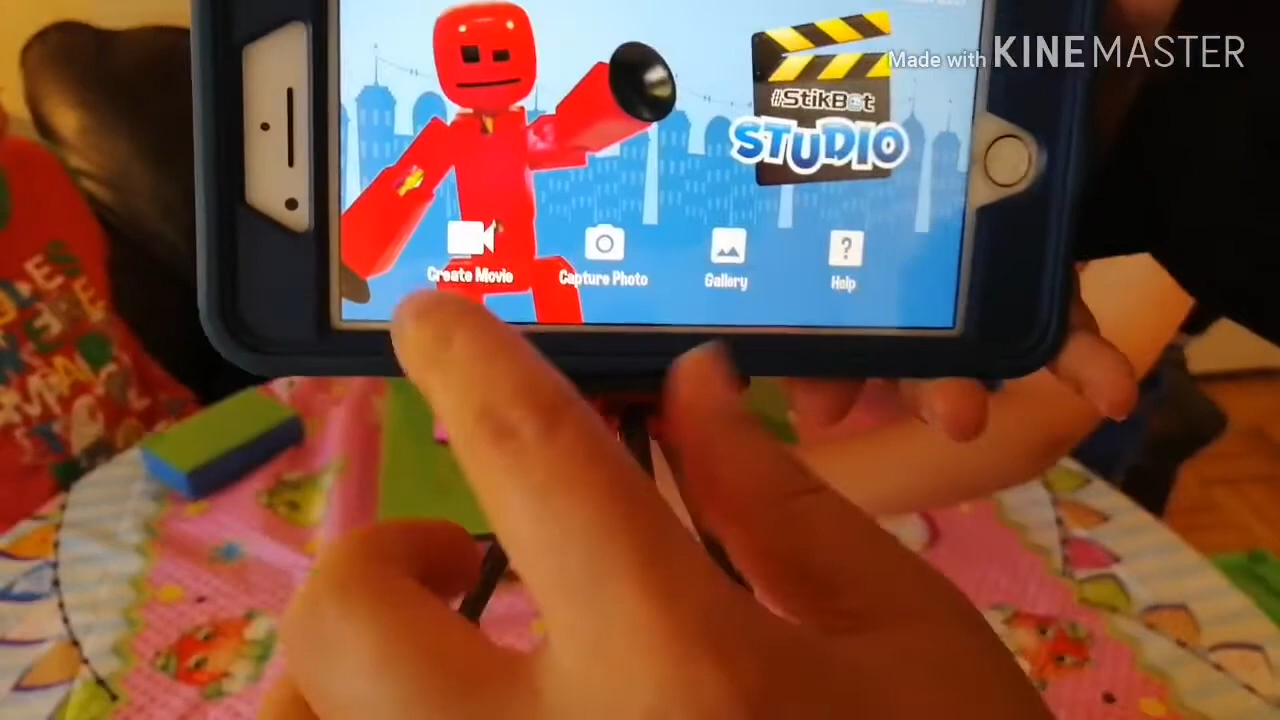 Made with KINEMASTER
#StikBot
STUDIO
Create Movie
Capture Photo
Gallery
?
Help